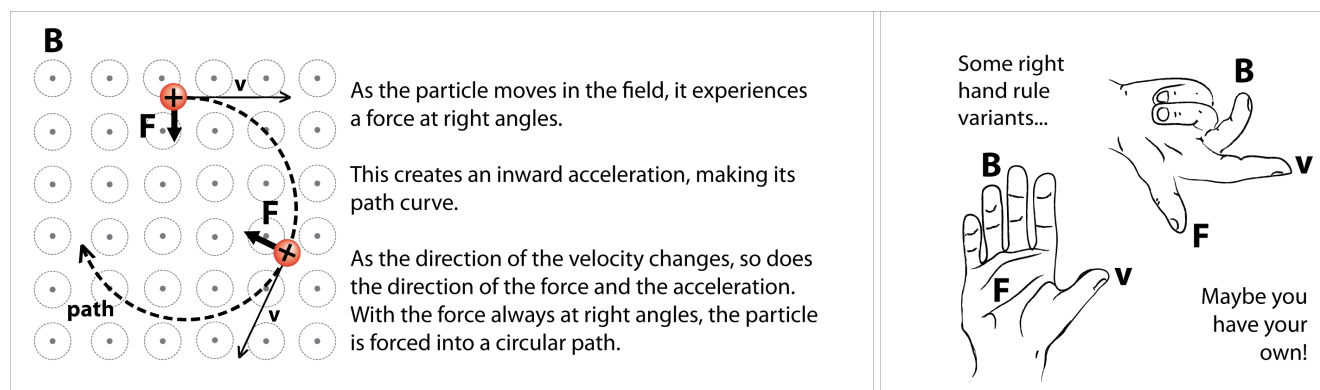 B
v
F
F
v
path
As the particle moves in the field, it experiences
a force at right angles.
This creates an inward acceleration, making its
path curve.
As the direction of the velocity changes, so does
the direction of the force and the acceleration.
With the force always at right angles, the particle
is forced into a circular path.
Some right
hand rule
variants...
B
v
F
B
v
F
Maybe you
have your
own!